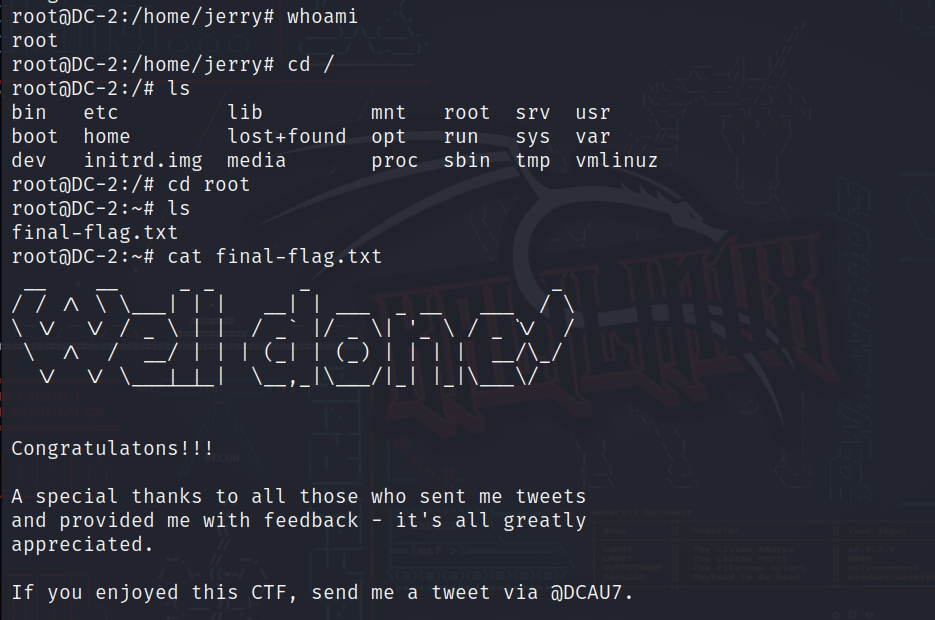 root@DC-2:/home/jerry# whoami
root
root@DC-2:/home/jerry# cd /
root@DC-2:/# ls
bin   etc         lib         mnt   root  srv  usr
boot  home        lost+found  opt   run   sys  var
dev   initrd.img  media       proc  sbin  tmp  vmlinuz
root@DC-2:/# cd root
root@DC-2:~# ls
final-flag.txt
root@DC-2:~# cat final-flag.txt
Well done!
Congratulatons!!!
A special thanks to all those who sent me tweets
and provided me with feedback - it's all greatly
appreciated.
If you enjoyed this CTF, send me a tweet via @DCAU7.
KALI LINUX